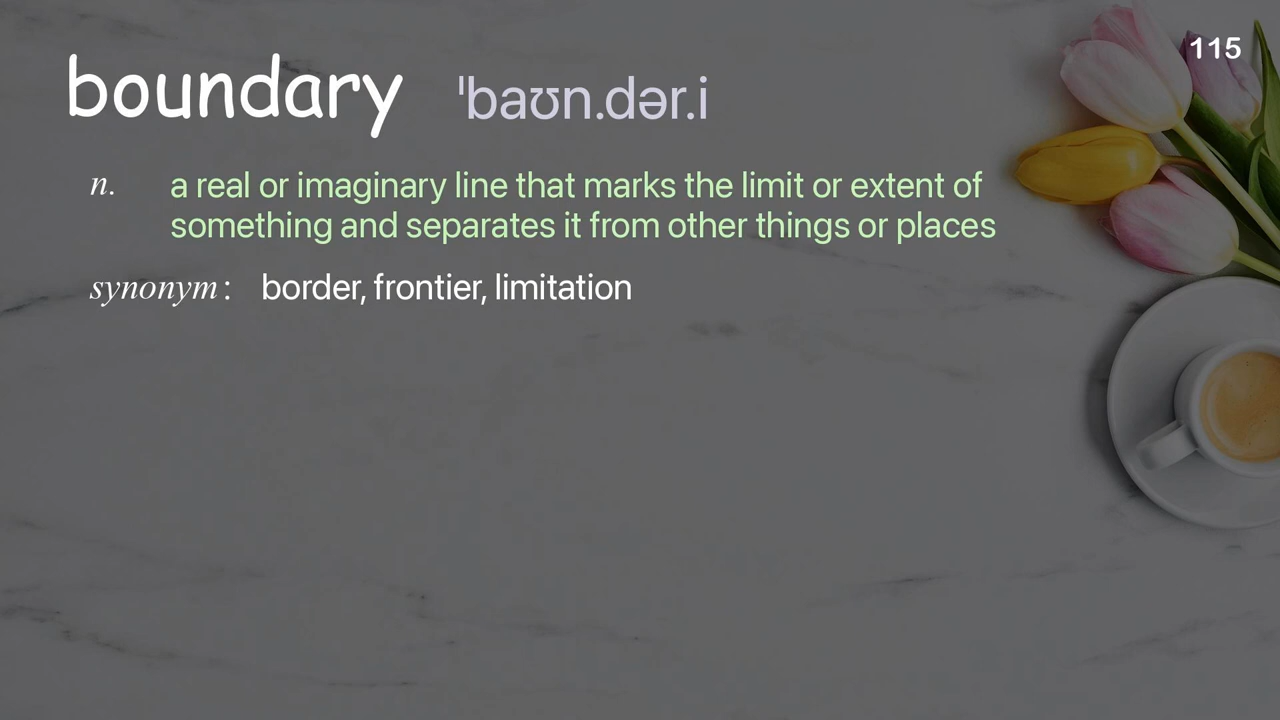 115
boundary ˈbaʊn.dər.i
n. a real or imaginary line that marks the limit or extent of
something and separates it from other things or places
synonym: border, frontier, limitation